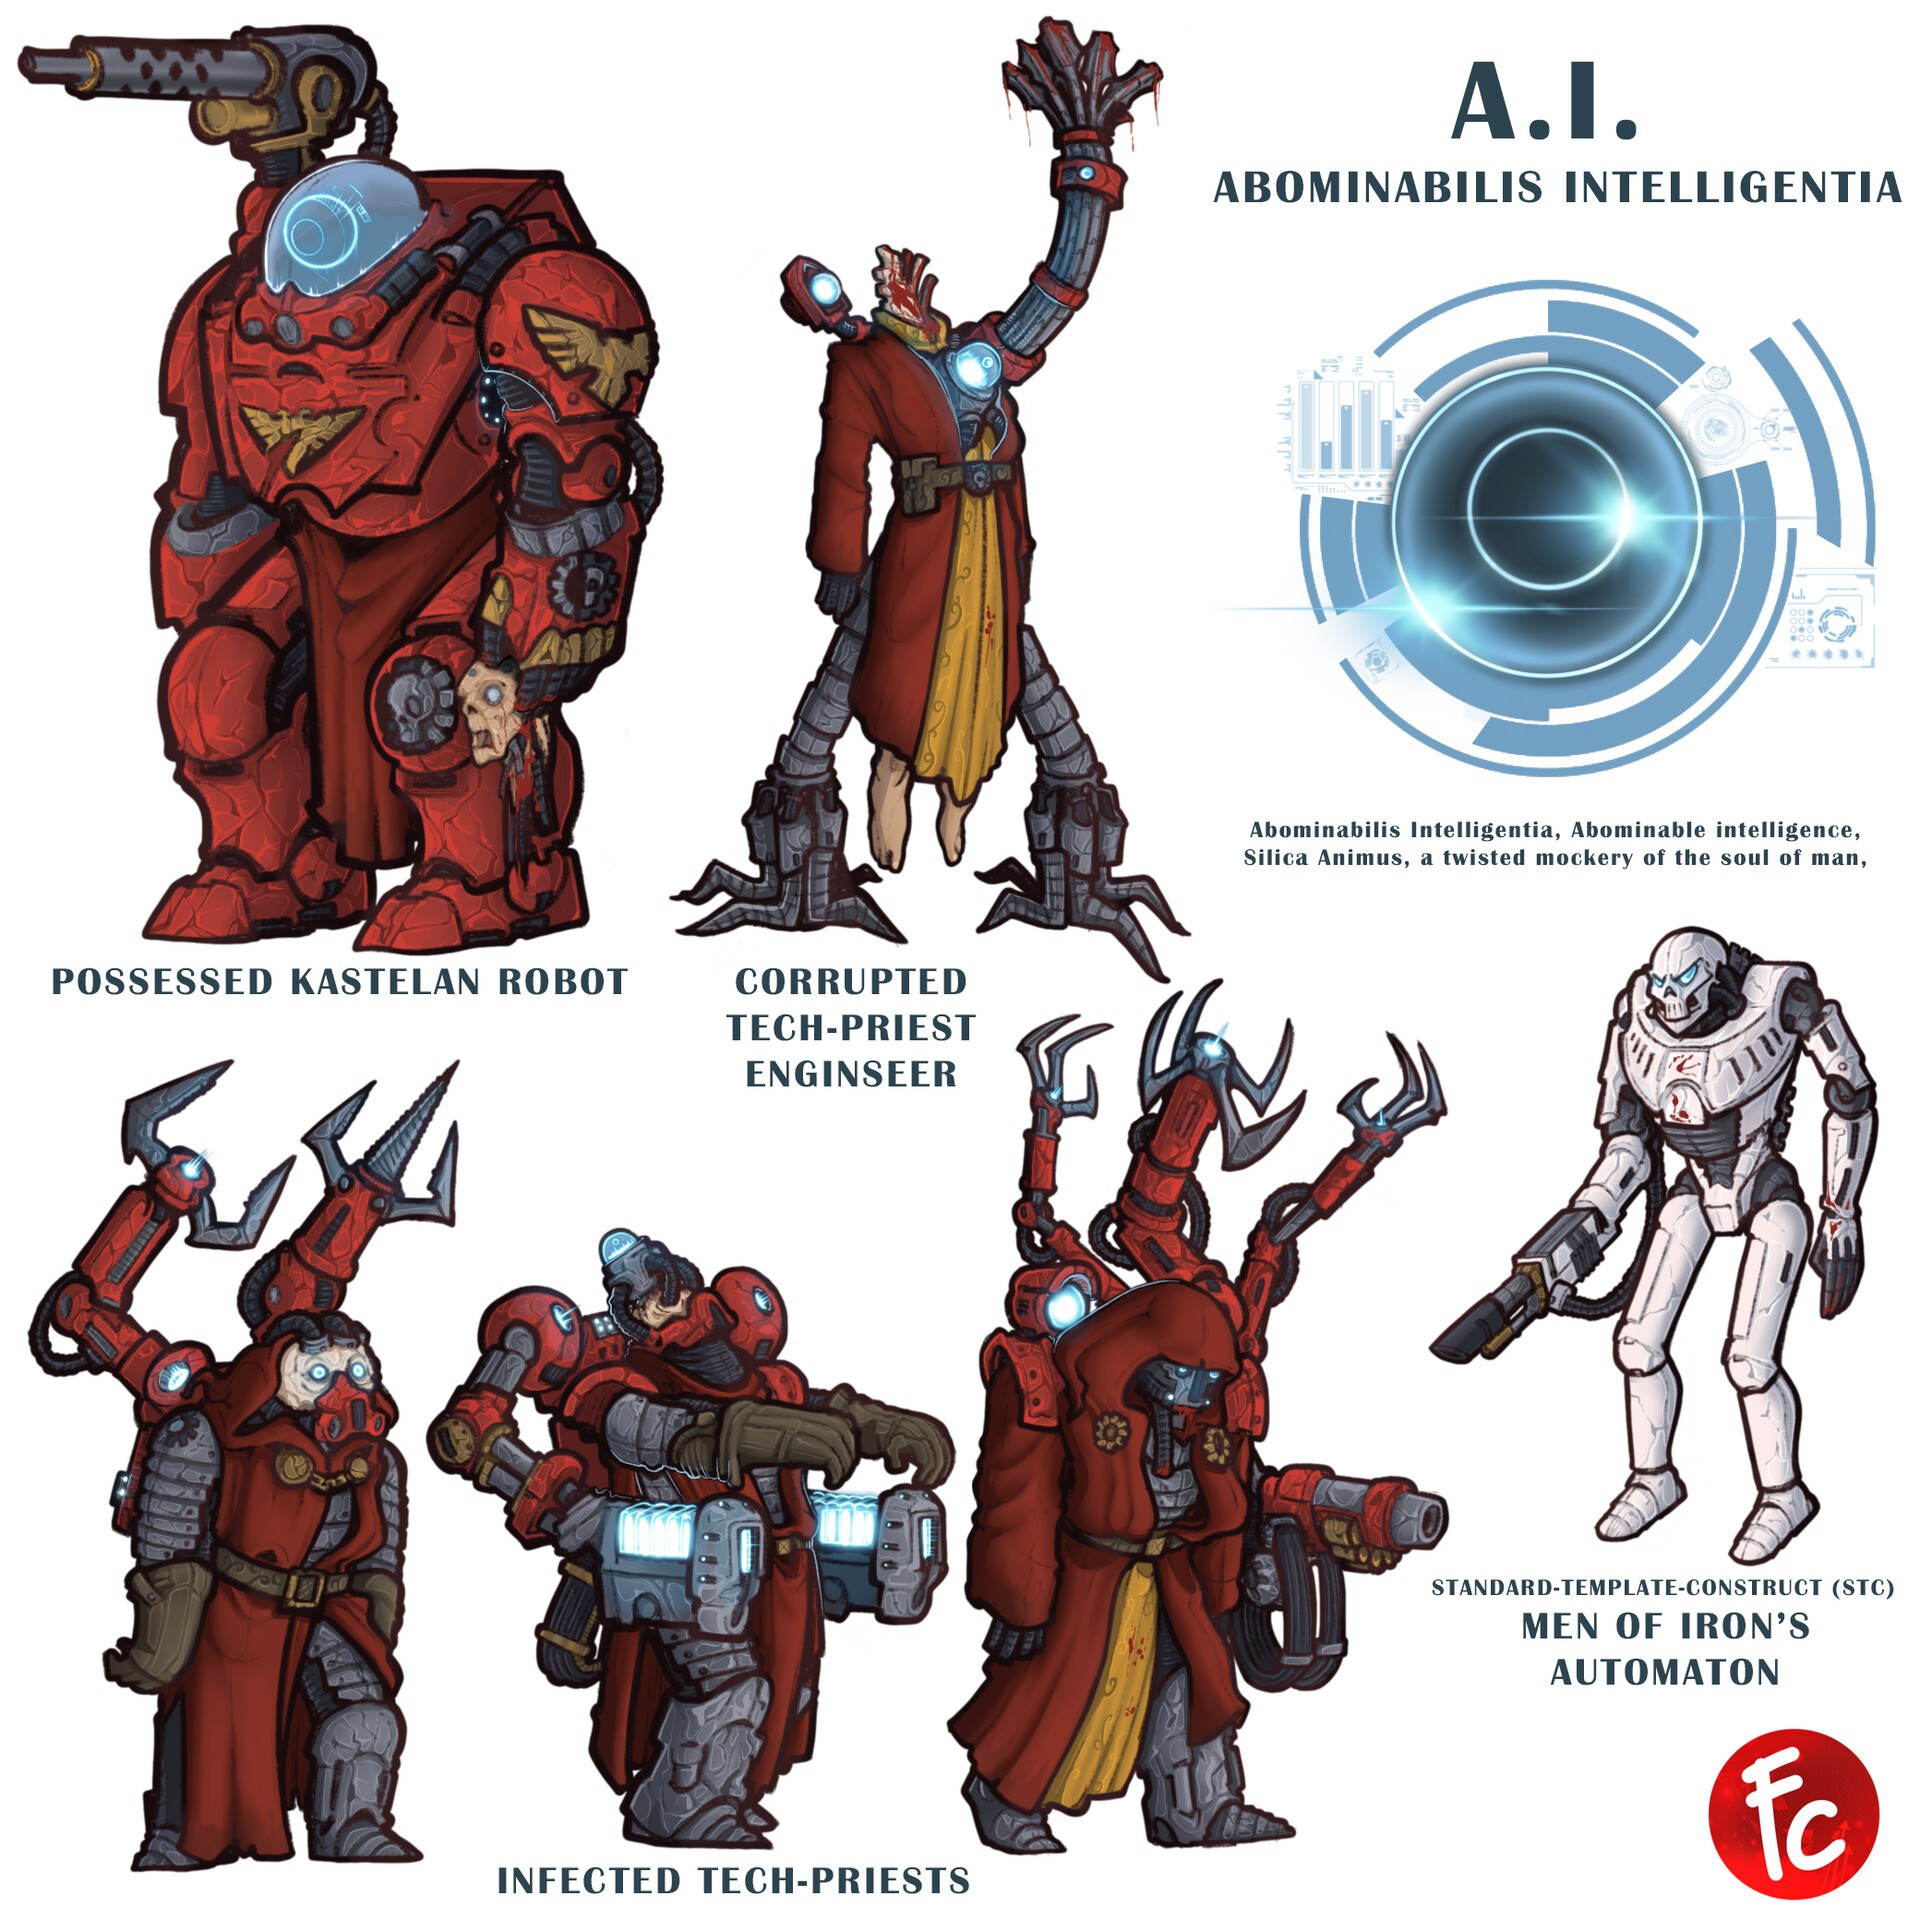 A.I.
ABOMINABILIS INTELLIGENTIA
Abominabilis Intelligentia, Abominable intelligence,
Silica Animus, a twisted mockery of the soul of man,
POSSESSED KASTELAN ROBOT
CORRUPTED
TECH-PRIEST
ENGINSEER
STANDARD-TEMPLATE-CONSTRUCT (STC)
MEN OF IRON'S
AUTOMATON
INFECTED TECH-PRIESTS
FC